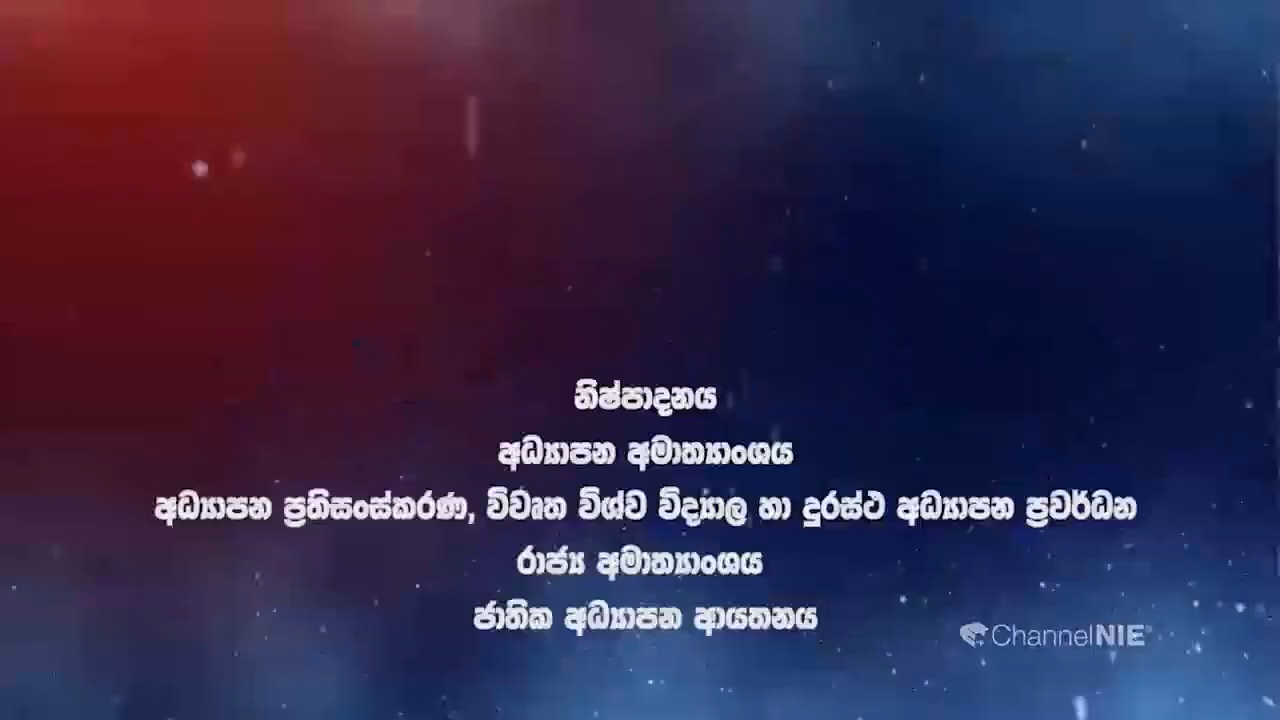 නිෂ්පාදනය
අධ්‍යාපන අමාත්‍යාංශය
අධ්‍යාපන ප්‍රතිසංස්කරණ, විවෘත විශ්ව විද්‍යාල හා දුරස්ථ අධ්‍යාපන ප්‍රවර්ධන
රාජ්‍ය අමාත්‍යාංශය
ජාතික අධ්‍යාපන ආයතනය
ChannelNIE